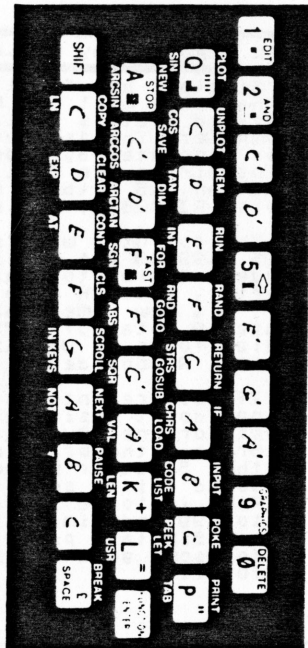 EDIT AND GRAPHICS DELETE
1 2 C' D' 5 F' G' A' 9 0
PLOT UNPLOT REM RUN RAND RETURN IF INPUT POKE PRINT
Q "" C D E F G A B C P "
SIN COS TAN INT RND STR$ CHR$ CODE PEEK TAB
NEW SAVE DIM FOR GOTO GOSUB LOAD LIST LET
STOP FAST FUNCTION
A C' D' F F' G' A' K + L = ENTER
ARCSIN ARCCOS ARCTAN SGN ABS SQR VAL LEN USR
COPY CLEAR CONT CLS SCROLL NEXT PAUSE BREAK
SHIFT C D E F G A B C £ SPACE
LN EXP AT INKEY$ NOT